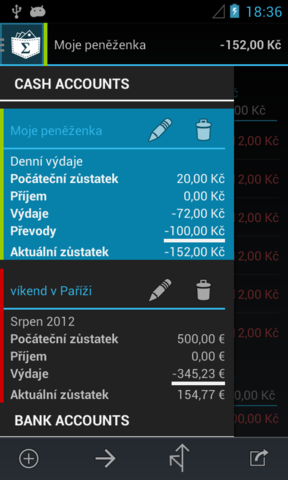 18:36
Σ
Moje peněženka -152,00 Kč
CASH ACCOUNTS
Moje peněženka
Denní výdaje
Počáteční zůstatek 20,00 Kč
Příjem 0,00 Kč
Výdaje -72,00 Kč
Převody -100,00 Kč
Aktuální zůstatek -152,00 Kč
víkend v Paříži
Srpen 2012
Počáteční zůstatek 500,00 €
Příjem 0,00 €
Výdaje -345,23 €
Aktuální zůstatek 154,77 €
BANK ACCOUNTS